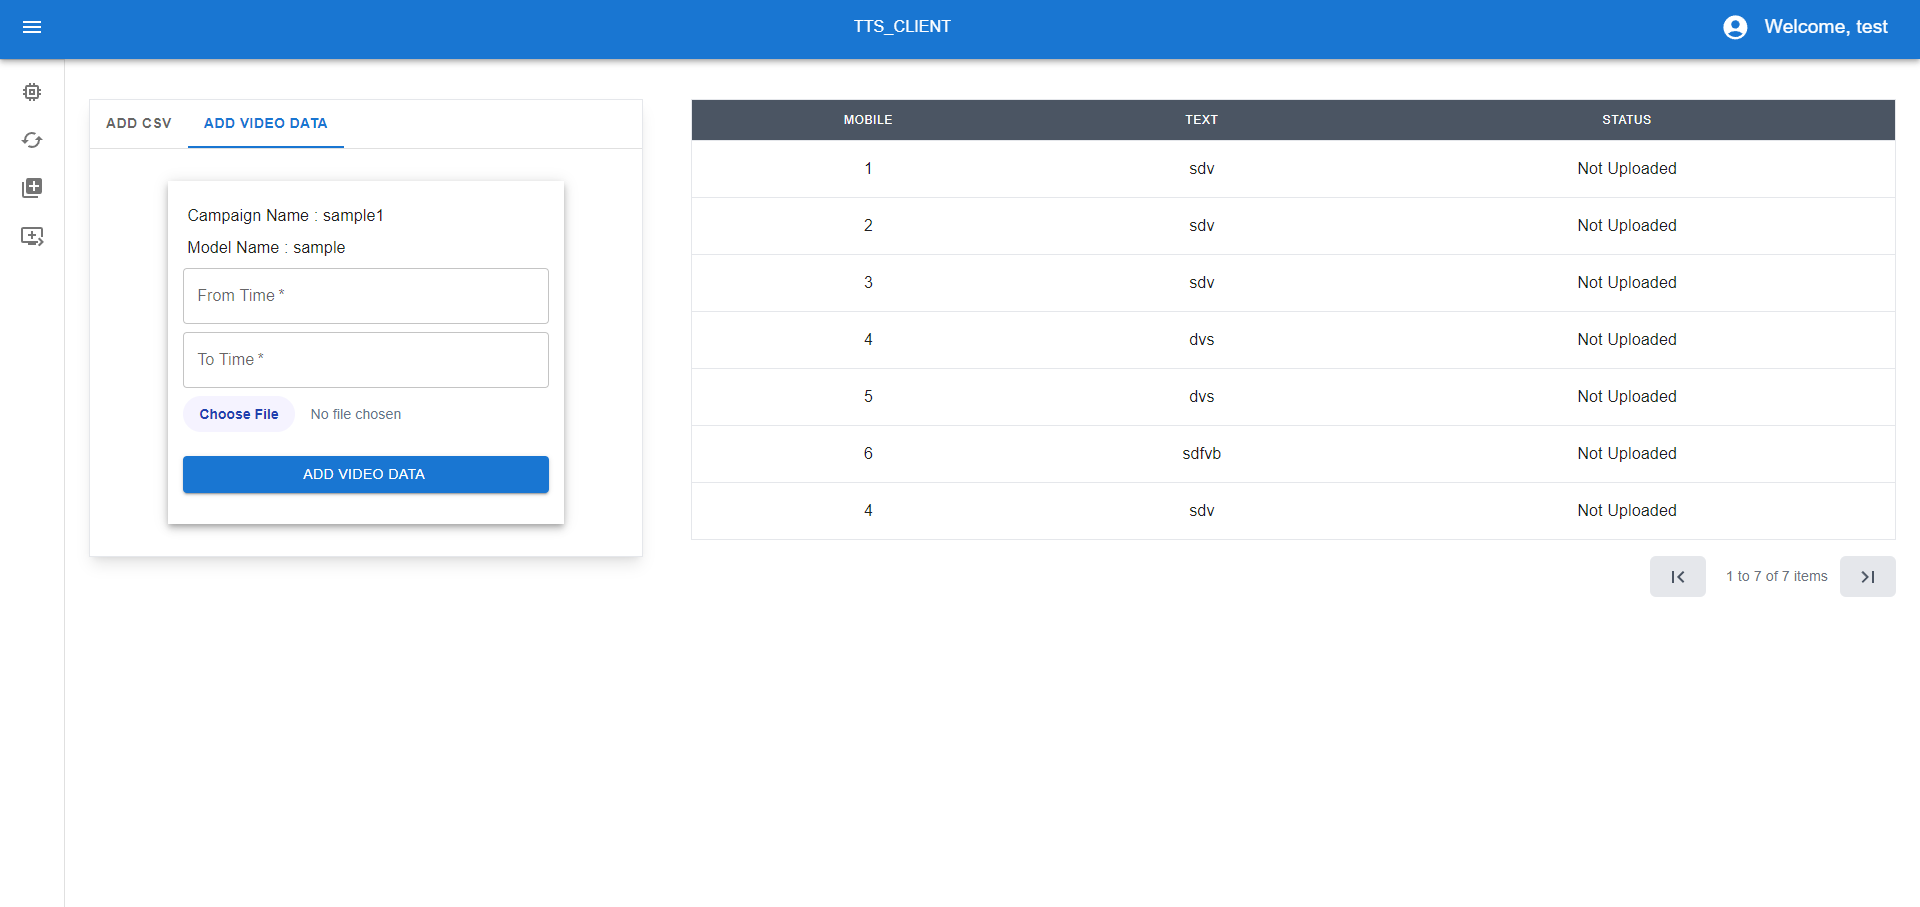 TTS_CLIENT
Welcome, test
ADD CSV
ADD VIDEO DATA
Campaign Name : sample1
Model Name : sample
From Time *
To Time *
Choose File No file chosen
ADD VIDEO DATA
MOBILE TEXT STATUS
1 sdv Not Uploaded
2 sdv Not Uploaded
3 sdv Not Uploaded
4 dvs Not Uploaded
5 dvs Not Uploaded
6 sdfvb Not Uploaded
4 sdv Not Uploaded
1 to 7 of 7 items